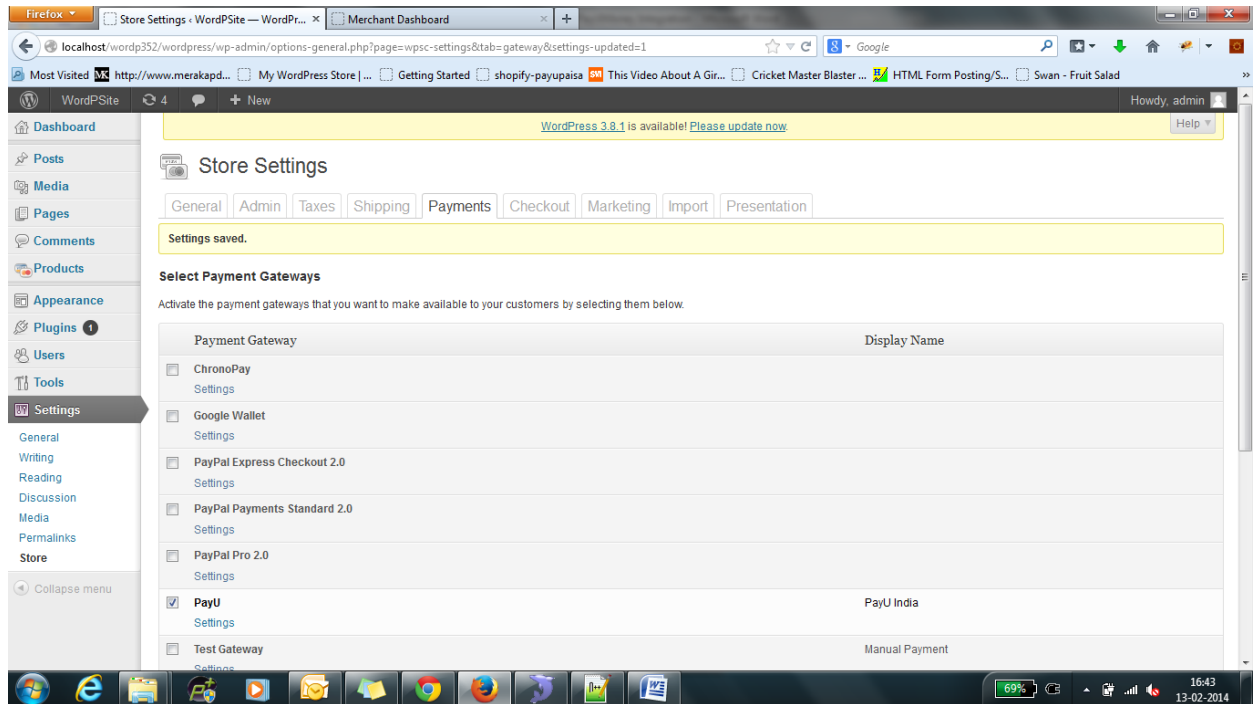 Firefox
Store Settings ‹ WordPSite — WordPr... ×
Merchant Dashboard ×
+
localhost/wordp352/wordpress/wp-admin/options-general.php?page=wpsc-settings&tab=gateway&settings-updated=1
Google
Most Visited http://www.merakapd... My WordPress Store | ... Getting Started shopify-payupaisa This Video About A Gir... Cricket Master Blaster ... HTML Form Posting/S... Swan - Fruit Salad »
WordPSite 4 + New Howdy, admin
WordPress 3.8.1 is available! Please update now.
Help
Dashboard
Posts
Media
Pages
Comments
Products
Appearance
Plugins 1
Users
Tools
Settings
General
Writing
Reading
Discussion
Media
Permalinks
Store
Collapse menu
Store Settings
General Admin Taxes Shipping Payments Checkout Marketing Import Presentation
Settings saved.
Select Payment Gateways
Activate the payment gateways that you want to make available to your customers by selecting them below.
Payment Gateway Display Name
ChronoPay
Settings
Google Wallet
Settings
PayPal Express Checkout 2.0
Settings
PayPal Payments Standard 2.0
Settings
PayPal Pro 2.0
Settings
PayU PayU India
Settings
Test Gateway Manual Payment
Settings
69%
16:43
13-02-2014